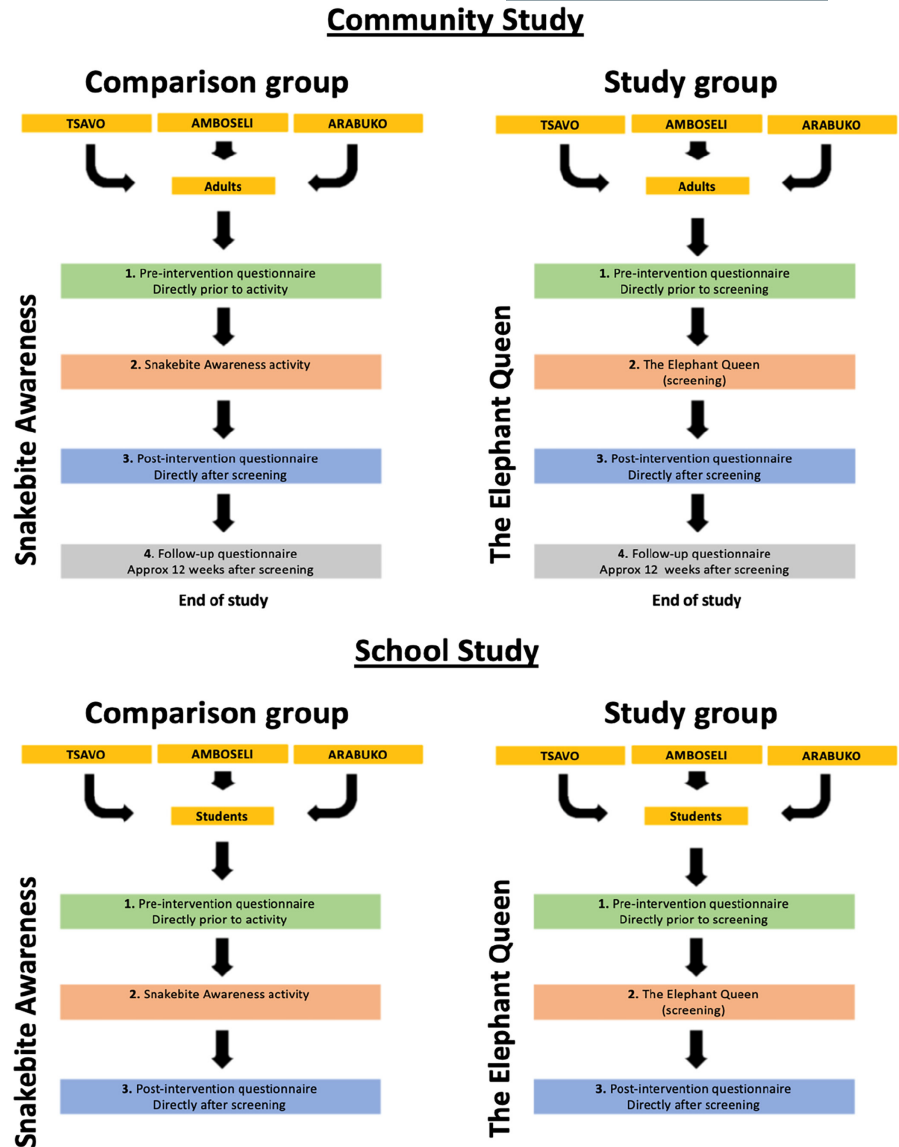 Community Study
Comparison group
TSAVO
AMBOSELI
ARABUKO
Adults
Snakebite Awareness
1. Pre-intervention questionnaire
Directly prior to activity
2. Snakebite Awareness activity
3. Post-intervention questionnaire
Directly after screening
4. Follow-up questionnaire
Approx 12 weeks after screening
End of study
Study group
TSAVO
AMBOSELI
ARABUKO
Adults
The Elephant Queen
1. Pre-intervention questionnaire
Directly prior to screening
2. The Elephant Queen
(screening)
3. Post-intervention questionnaire
Directly after screening
4. Follow-up questionnaire
Approx 12 weeks after screening
End of study
School Study
Comparison group
TSAVO
AMBOSELI
ARABUKO
Students
Snakebite Awareness
1. Pre-intervention questionnaire
Directly prior to activity
2. Snakebite Awareness activity
3. Post-intervention questionnaire
Directly after screening
Study group
TSAVO
AMBOSELI
ARABUKO
Students
The Elephant Queen
1. Pre-intervention questionnaire
Directly prior to screening
2. The Elephant Queen
(screening)
3. Post-intervention questionnaire
Directly after screening